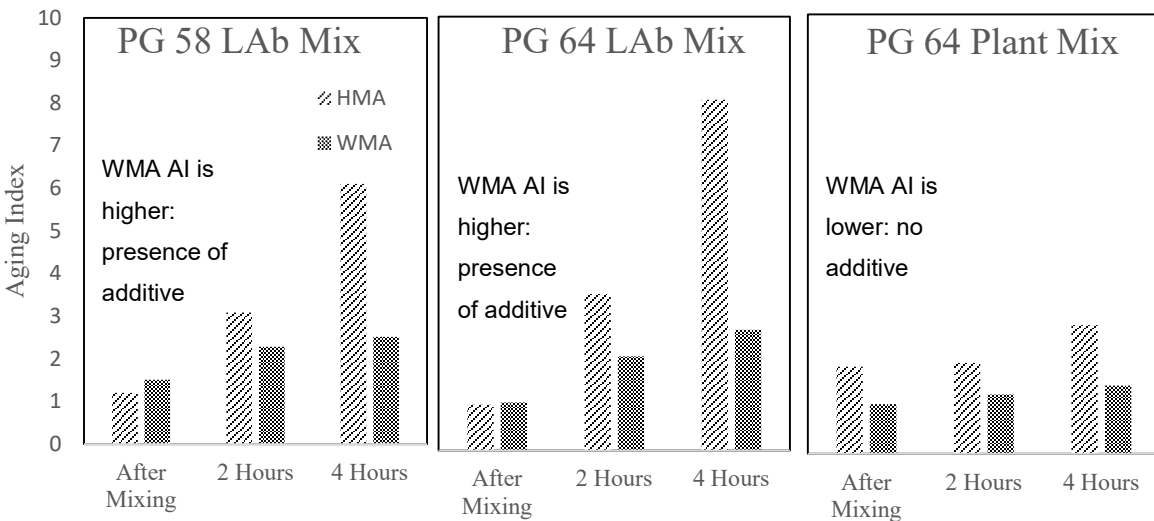 10
9
8
7
6
5
4
3
2
1
0
Aging Index
PG 58 LAb Mix
HMA
WMA
WMA AI is
higher:
presence of
additive
After
Mixing
2 Hours
4 Hours
PG 64 LAb Mix
WMA AI is
higher:
presence
of additive
After
Mixing
2 Hours
4 Hours
PG 64 Plant Mix
WMA AI is
lower: no
additive
After
Mixing
2 Hours
4 Hours